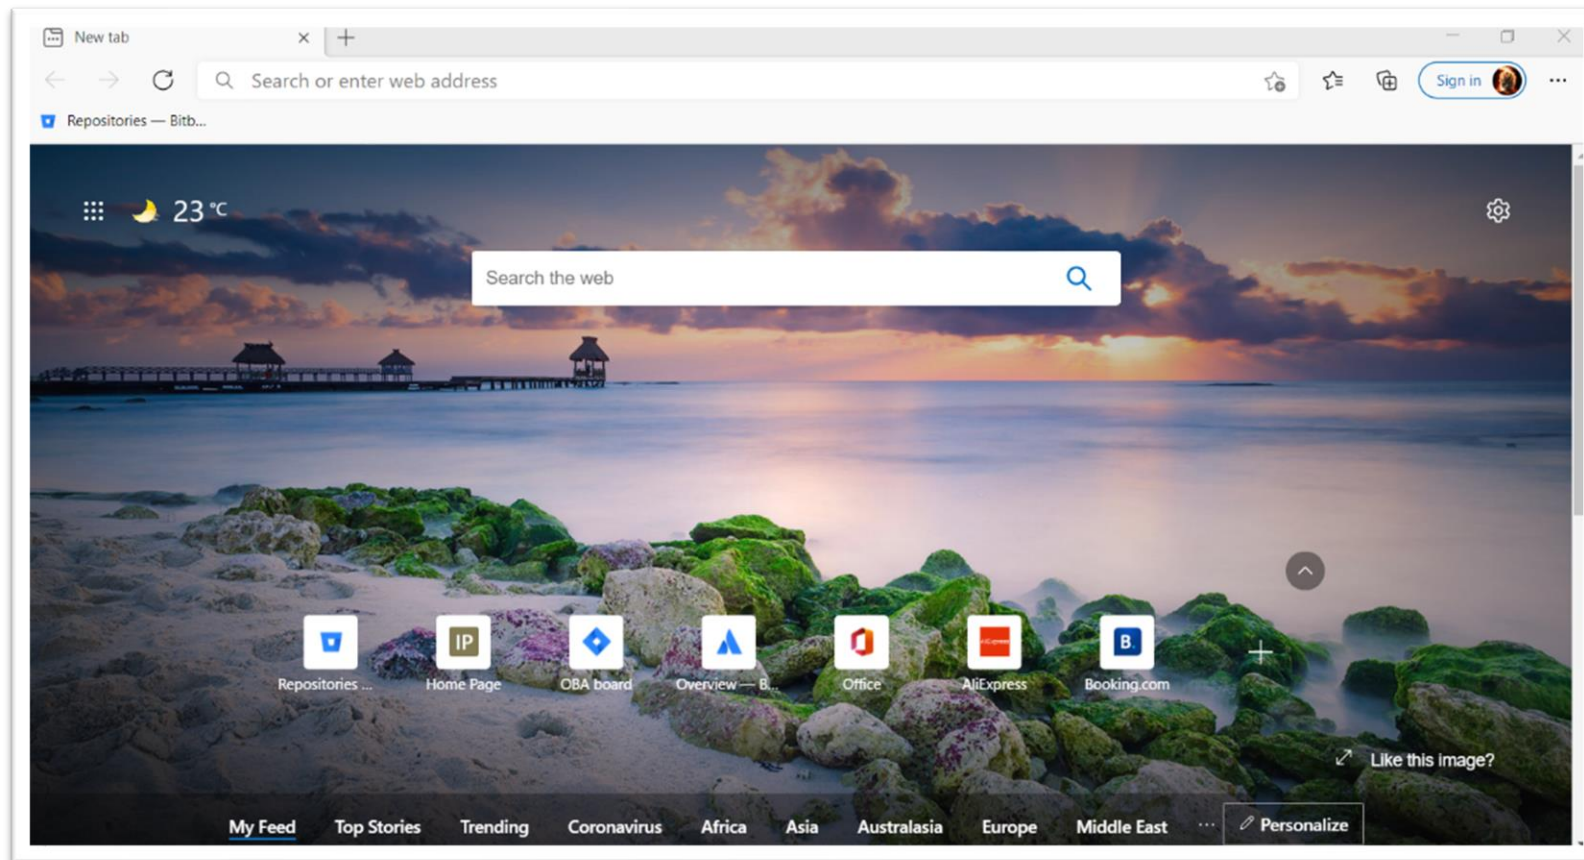 New tab
Search or enter web address
Sign in
Repositories — Bitb...
23 °C
Search the web
IP
B.
Repositories ...
Home Page
OBA board
Overview — B...
Office
AliExpress
Booking.com
Like this image?
My Feed Top Stories Trending Coronavirus Africa Asia Australasia Europe Middle East ... Personalize